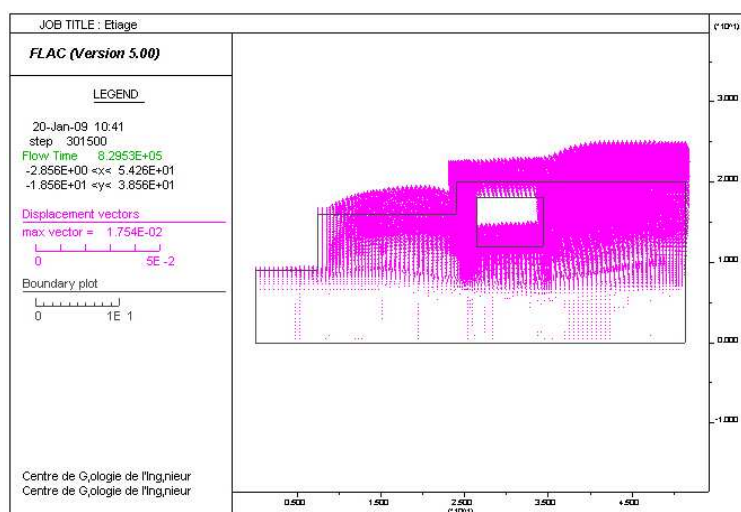 JOB TITLE : Etiage
FLAC (Version 5.00)
LEGEND
20-Jan-09 10:41
step 301500
Flow Time 8.2953E+05
-2.856E+00 <x< 5.426E+01
-1.856E+01 <y< 3.856E+01
Displacement vectors
max vector = 1.754E-02
0 5E -2
Boundary plot
0 1E 1
Centre de G,ologie de l'Ing,nieur
Centre de G,ologie de l'Ing,nieur
(*10^1)
3.000
2.000
1.000
0.000
-1.000
0.500 1.500 2.500 3.500 4.500
(*10^1)